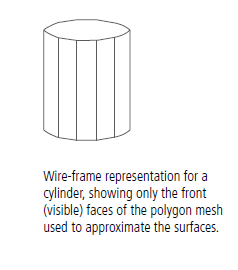 Wire-frame representation for a
cylinder, showing only the front
(visible) faces of the polygon mesh
used to approximate the surfaces.